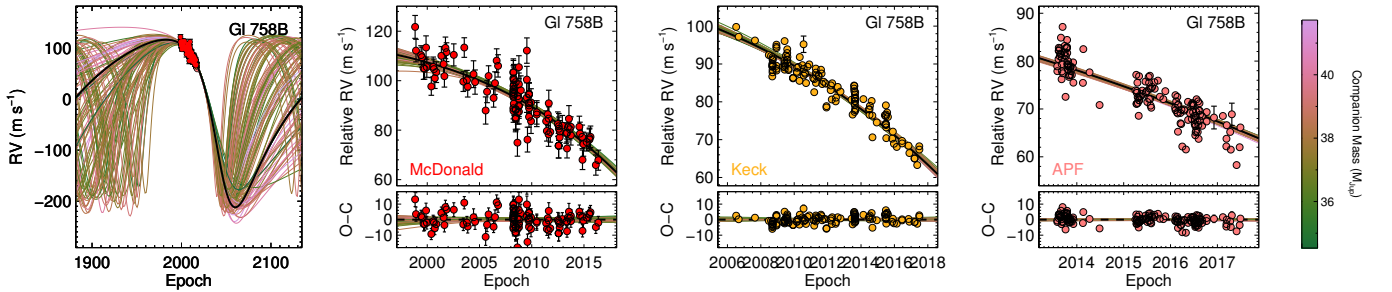 Gl 758B
RV (m s⁻¹)
100
0
−100
−200
1900
2000
2100
Epoch
Gl 758B
Relative RV (m s⁻¹)
120
100
80
60
McDonald
O−C
10
0
−10
2000
2005
2010
2015
Epoch
Gl 758B
Relative RV (m s⁻¹)
100
90
80
70
60
Keck
O−C
10
0
−10
2006 2008 2010 2012 2014 2016 2018
Epoch
Gl 758B
Relative RV (m s⁻¹)
90
80
70
60
APF
O−C
10
0
−10
2014
2015
2016
2017
Epoch
40
38
36
Companion Mass (M_Jup)